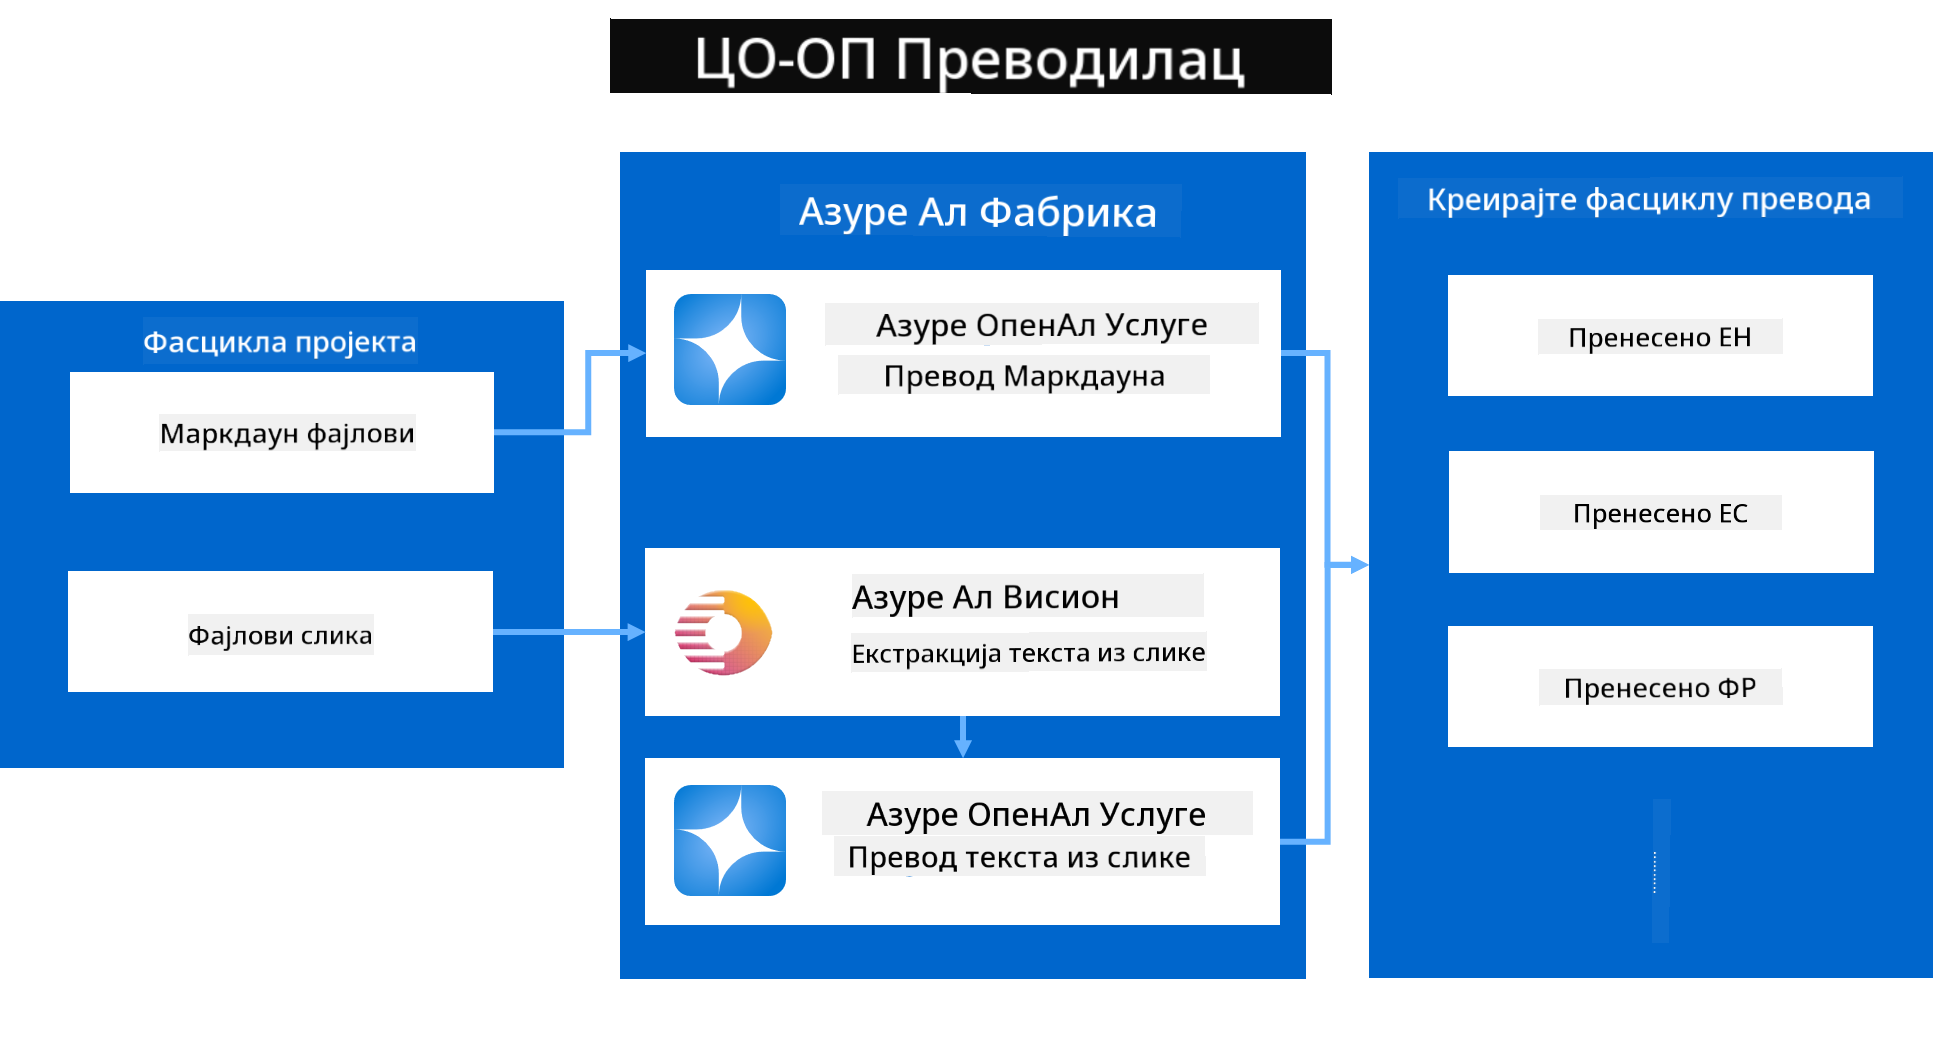 ЦО-ОП Преводилац
Фасцикла пројекта
Маркдаун фајлови
Фајлови слика
Азуре Ал Фабрика
Азуре ОпенАл Услуге
Превод Маркдауна
Азуре Ал Висион
Екстракција текста из слике
Азуре ОпенАл Услуге
Превод текста из слике
Креирајте фасциклу превода
Пренесено ЕН
Пренесено ЕС
Пренесено ФР